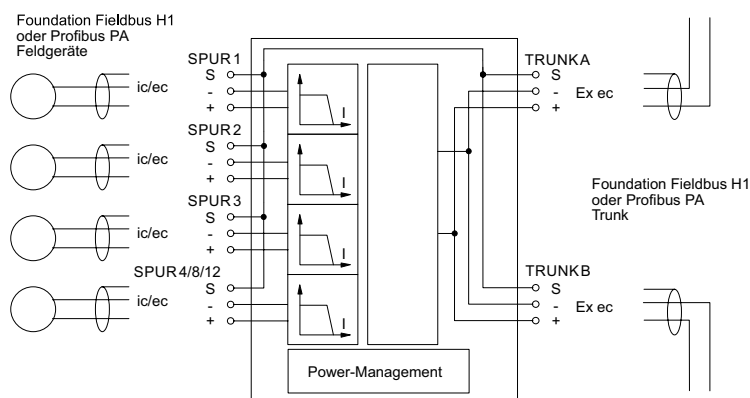 Foundation Fieldbus H1
oder Profibus PA
Feldgeräte
SPUR 1
S
-
+
ic/ec
SPUR 2
S
-
+
ic/ec
SPUR 3
S
-
+
ic/ec
SPUR 4/8/12
S
-
+
ic/ec
I
I
I
I
Power-Management
TRUNK A
S
-
+
Ex ec
Foundation Fieldbus H1
oder Profibus PA
Trunk
TRUNK B
S
-
+
Ex ec